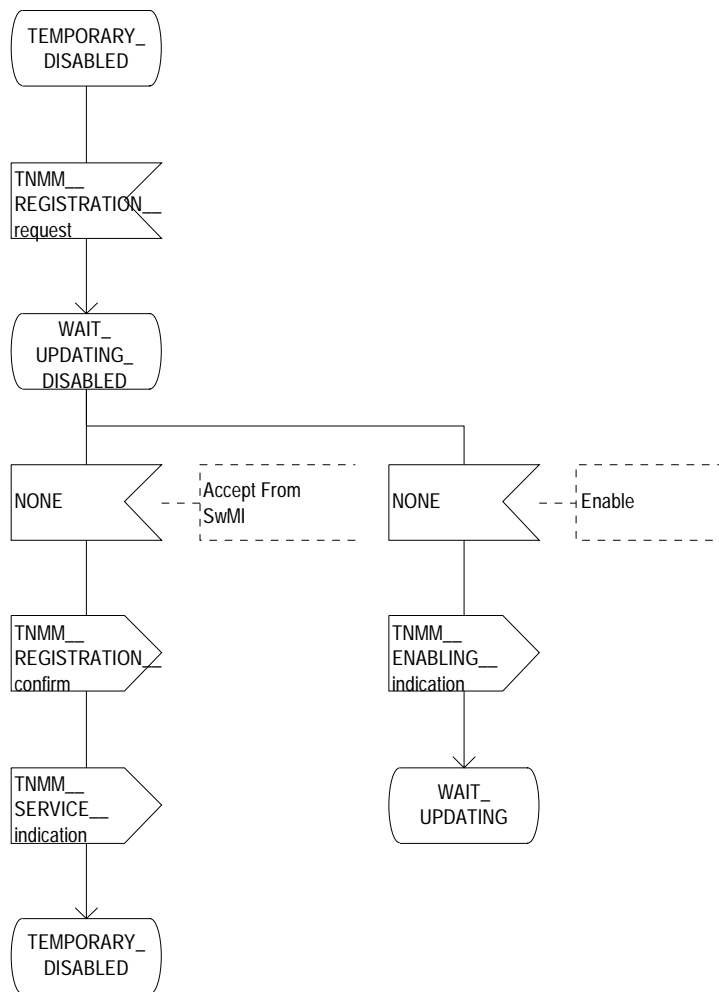 TEMPORARY_
DISABLED
TNMM__
REGISTRATION__
request
WAIT_
UPDATING_
DISABLED
NONE
Accept From
SwMI
NONE
Enable
TNMM__
REGISTRATION__
confirm
TNMM__
ENABLING__
indication
TNMM__
SERVICE__
indication
WAIT_
UPDATING
TEMPORARY_
DISABLED